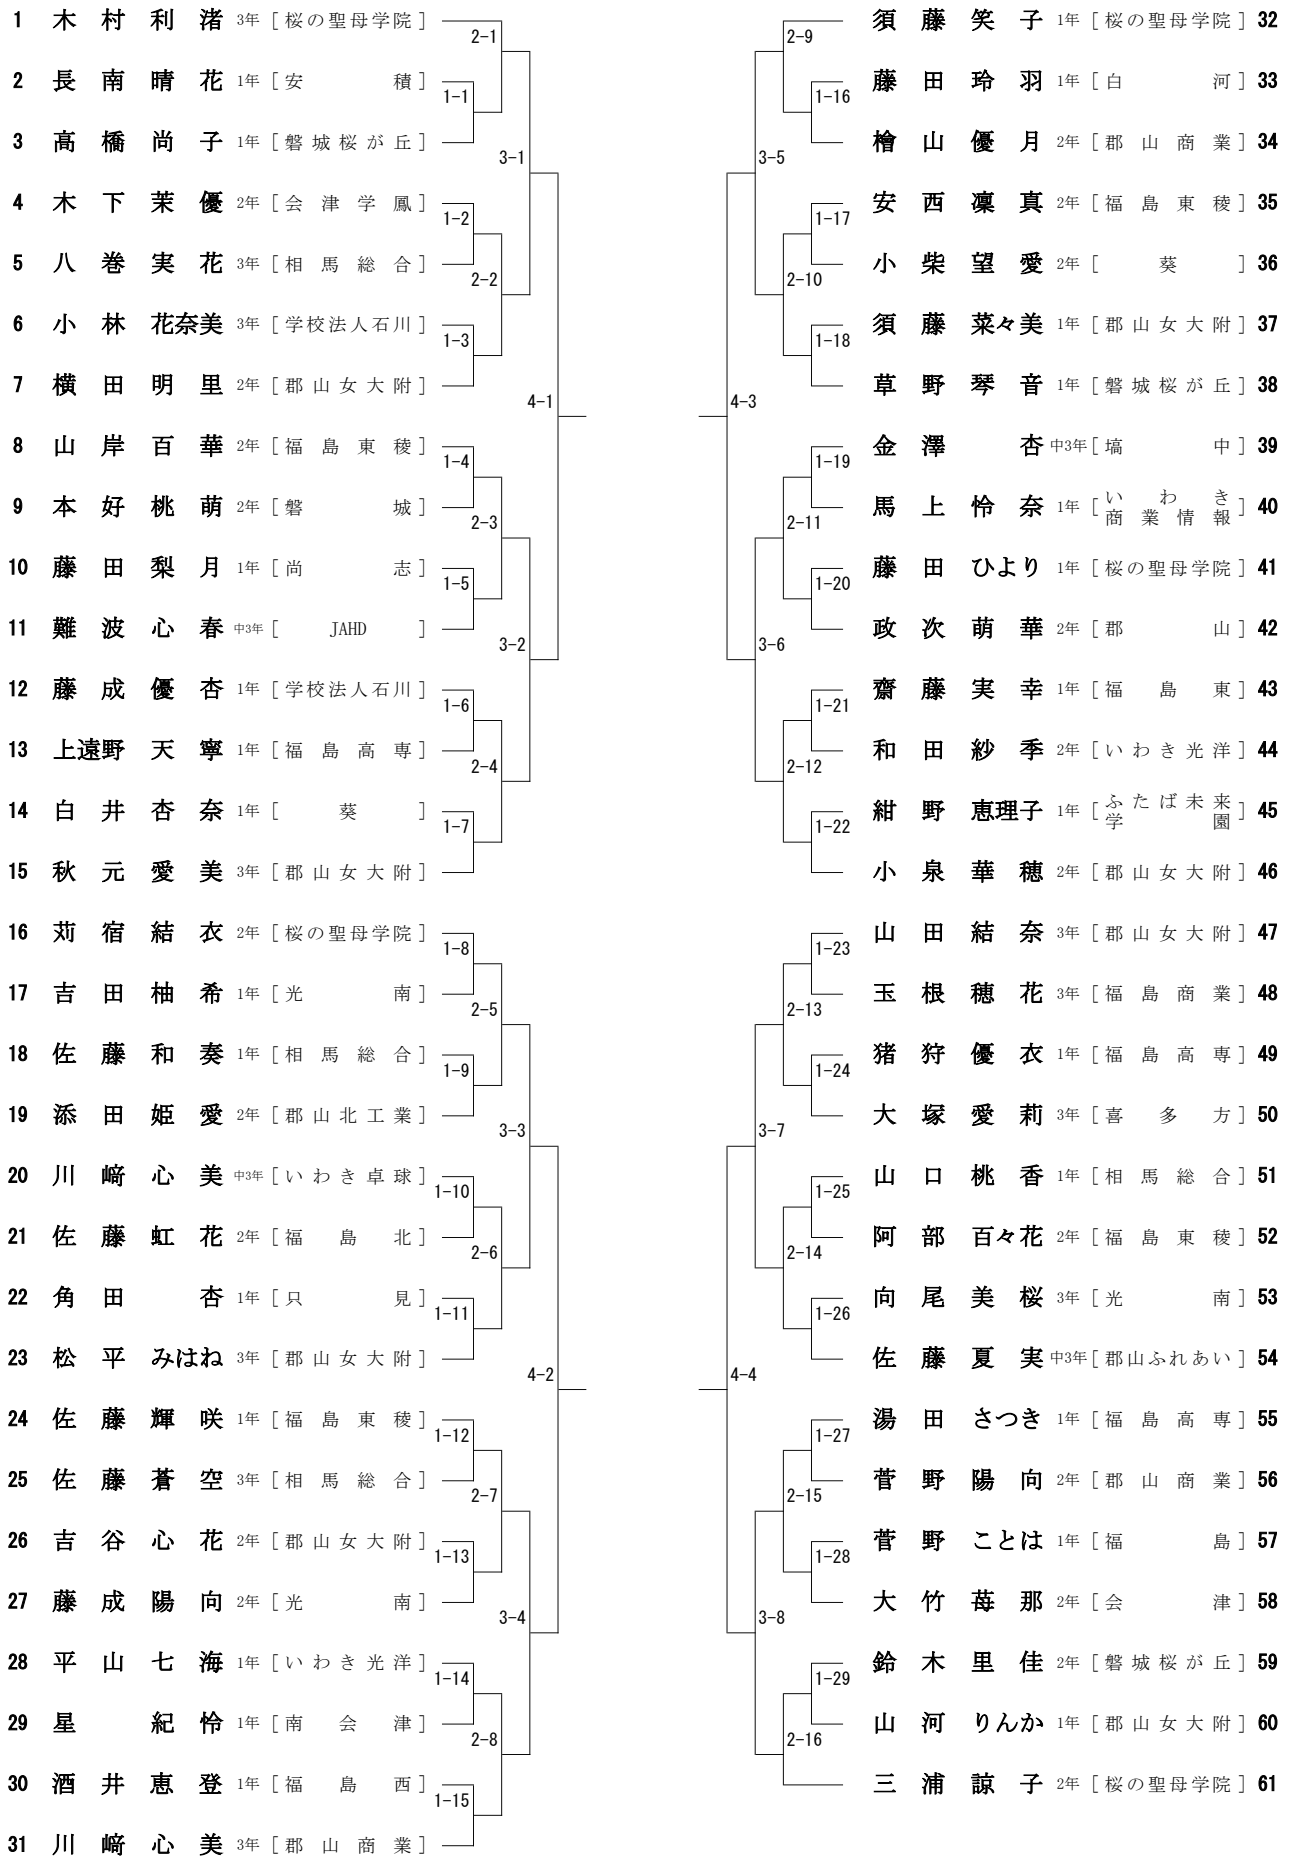 1 木村利渚 3年 [桜の聖母学院]
2-1
2 長南晴花 1年 [安積]
1-1
3 高橋尚子 1年 [磐城桜が丘]
3-1
4 木下茉優 2年 [会津学鳳]
1-2
5 八巻実花 3年 [相馬総合]
2-2
6 小林花奈美 3年 [学校法人石川]
1-3
7 横田明里 2年 [郡山女大附]
4-1
8 山岸百華 2年 [福島東稜]
1-4
9 本好桃萌 2年 [磐城]
2-3
10 藤田梨月 1年 [尚志]
1-5
11 難波心春 中3年 [JAHD]
3-2
12 藤成優杏 1年 [学校法人石川]
1-6
13 上遠野天寧 1年 [福島高専]
2-4
14 白井杏奈 1年 [葵]
1-7
15 秋元愛美 3年 [郡山女大附]
16 苅宿結衣 2年 [桜の聖母学院]
1-8
17 吉田柚希 1年 [光南]
2-5
18 佐藤和奏 1年 [相馬総合]
1-9
19 添田姫愛 2年 [郡山北工業]
3-3
20 川﨑心美 中3年 [いわき卓球]
1-10
21 佐藤虹花 2年 [福島北]
2-6
22 角田杏 1年 [只見]
1-11
23 松平みはね 3年 [郡山女大附]
4-2
24 佐藤輝咲 1年 [福島東稜]
1-12
25 佐藤蒼空 3年 [相馬総合]
2-7
26 吉谷心花 2年 [郡山女大附]
1-13
27 藤成陽向 2年 [光南]
3-4
28 平山七海 1年 [いわき光洋]
1-14
29 星紀怜 1年 [南会津]
2-8
30 酒井恵登 1年 [福島西]
1-15
31 川﨑心美 3年 [郡山商業]
須藤笑子 1年 [桜の聖母学院] 32
2-9
藤田玲羽 1年 [白河] 33
1-16
檜山優月 2年 [郡山商業] 34
3-5
安西凜真 2年 [福島東稜] 35
1-17
小柴望愛 2年 [葵] 36
2-10
須藤菜々美 1年 [郡山女大附] 37
1-18
草野琴音 1年 [磐城桜が丘] 38
4-3
金澤杏 中3年 [塙中] 39
1-19
馬上怜奈 1年 [いわき商業情報] 40
2-11
藤田ひより 1年 [桜の聖母学院] 41
1-20
政次萌華 2年 [郡山] 42
3-6
齋藤実幸 1年 [福島東] 43
1-21
和田紗季 2年 [いわき光洋] 44
2-12
紺野恵理子 1年 [ふたば未来学園] 45
1-22
小泉華穂 2年 [郡山女大附] 46
山田結奈 3年 [郡山女大附] 47
1-23
玉根穂花 3年 [福島商業] 48
2-13
猪狩優衣 1年 [福島高専] 49
1-24
大塚愛莉 3年 [喜多方] 50
3-7
山口桃香 1年 [相馬総合] 51
1-25
阿部百々花 2年 [福島東稜] 52
2-14
向尾美桜 3年 [光南] 53
1-26
佐藤夏実 中3年 [郡山ふれあい] 54
4-4
湯田さつき 1年 [福島高専] 55
1-27
菅野陽向 2年 [郡山商業] 56
2-15
菅野ことは 1年 [福島] 57
1-28
大竹苺那 2年 [会津] 58
3-8
鈴木里佳 2年 [磐城桜が丘] 59
1-29
山河りんか 1年 [郡山女大附] 60
2-16
三浦諒子 2年 [桜の聖母学院] 61